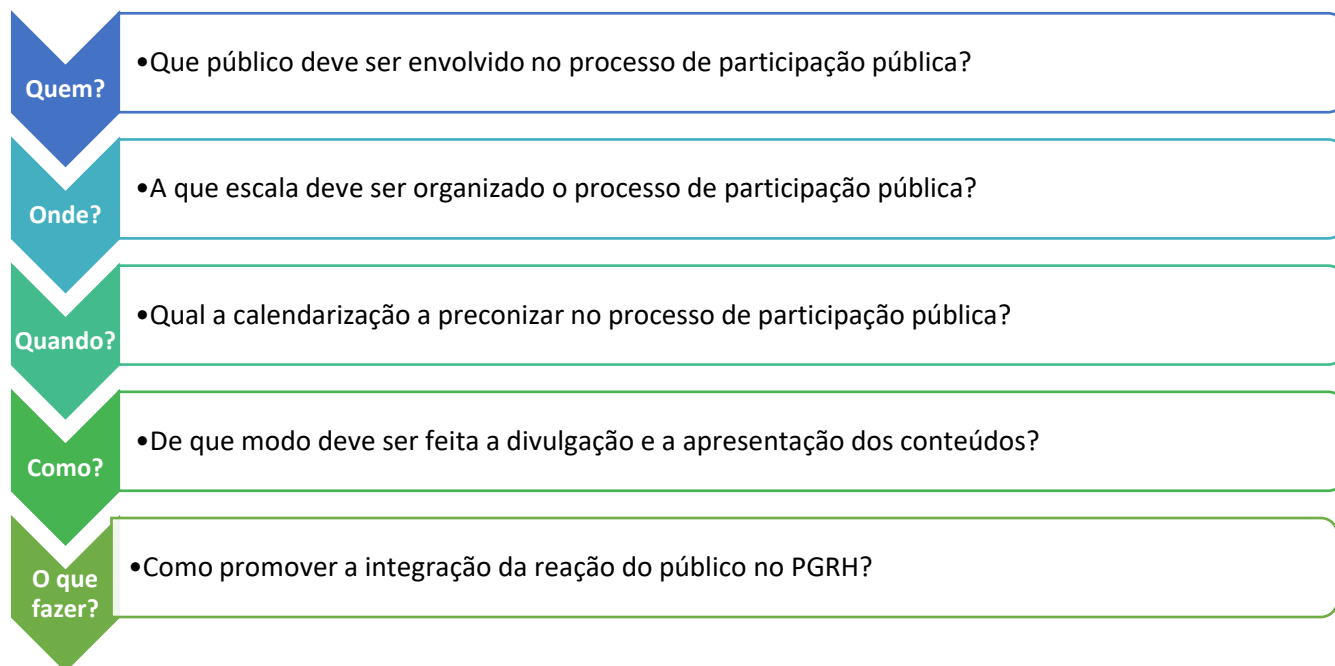 Quem?
•Que público deve ser envolvido no processo de participação pública?
Onde?
•A que escala deve ser organizado o processo de participação pública?
Quando?
•Qual a calendarização a preconizar no processo de participação pública?
Como?
•De que modo deve ser feita a divulgação e a apresentação dos conteúdos?
O que
fazer?
•Como promover a integração da reação do público no PGRH?